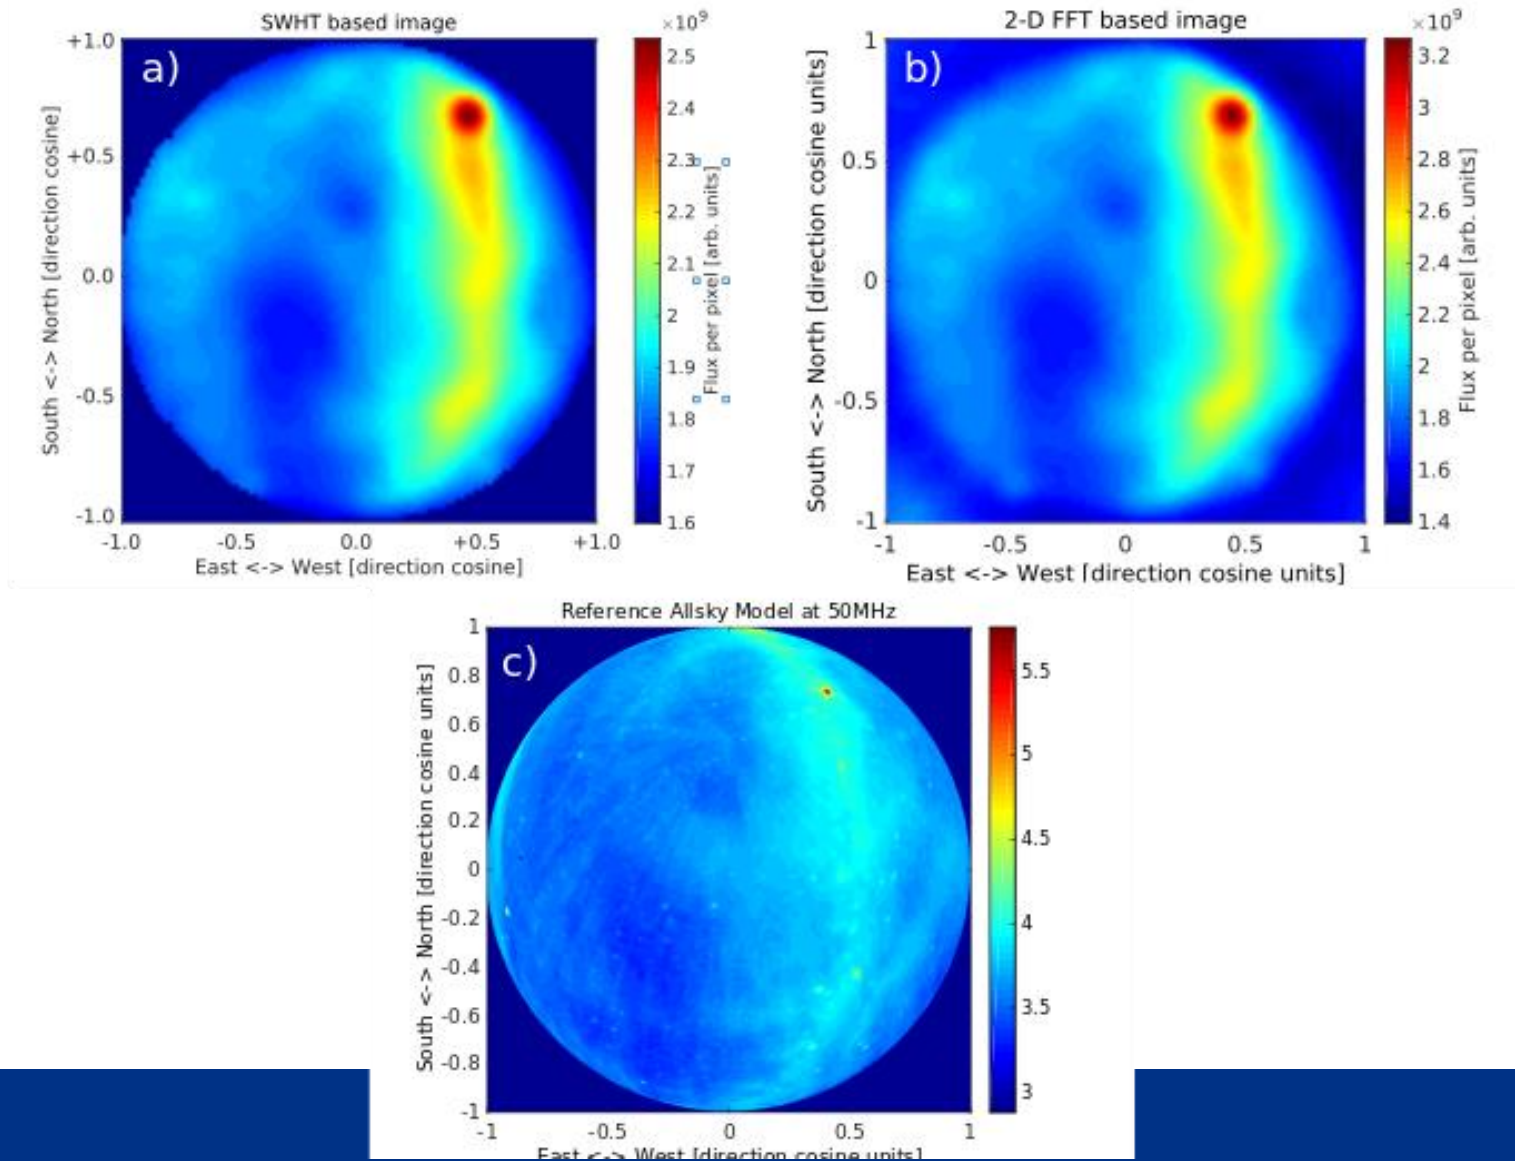 SWHT based image
×10⁹
a)
+1.0
+0.5
0.0
-0.5
-1.0
South <-> North [direction cosine]
-1.0 -0.5 0.0 +0.5 +1.0
East <-> West [direction cosine]
2.5
2.4
2.3
2.2
2.1
2
1.9
1.8
1.7
1.6
Flux per pixel [arb. units]
2-D FFT based image
×10⁹
b)
1
0.5
0
-0.5
-1
South <-> North [direction cosine units]
-1 -0.5 0 0.5 1
East <-> West [direction cosine units]
3.2
3
2.8
2.6
2.4
2.2
2
1.8
1.6
1.4
Flux per pixel [arb. units]
Reference Allsky Model at 50MHz
c)
1
0.8
0.6
0.4
0.2
0
-0.2
-0.4
-0.6
-0.8
-1
South <-> North [direction cosine units]
-1 -0.5 0 0.5 1
East <-> West [direction cosine units]
5.5
5
4.5
4
3.5
3